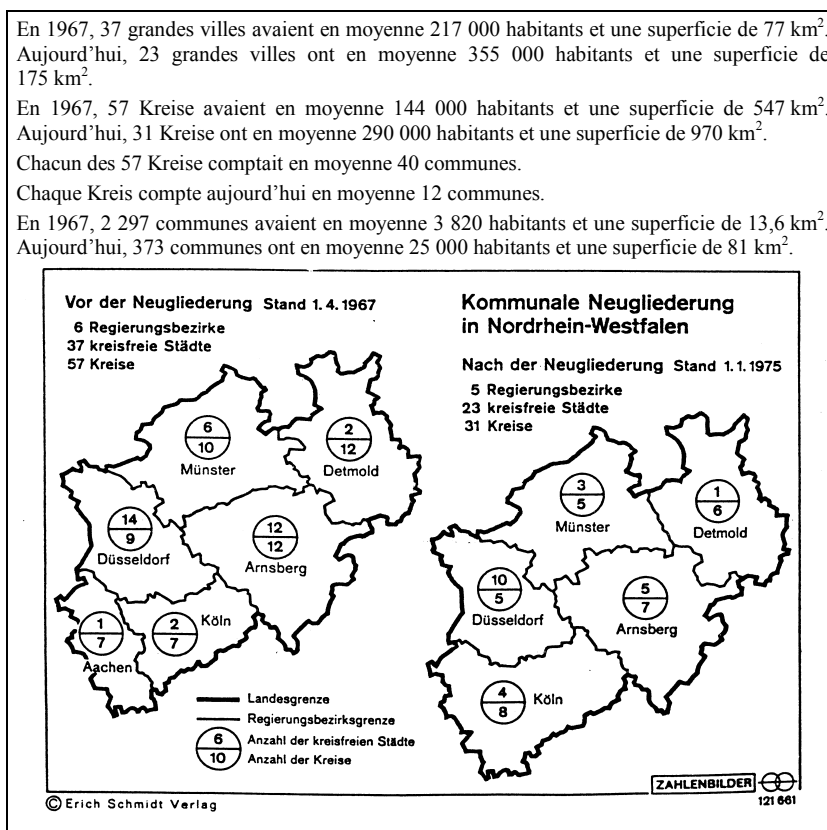 En 1967, 37 grandes villes avaient en moyenne 217 000 habitants et une superficie de 77 km².
Aujourd’hui, 23 grandes villes ont en moyenne 355 000 habitants et une superficie de
175 km².
En 1967, 57 Kreise avaient en moyenne 144 000 habitants et une superficie de 547 km².
Aujourd’hui, 31 Kreise ont en moyenne 290 000 habitants et une superficie de 970 km².
Chacun des 57 Kreise comptait en moyenne 40 communes.
Chaque Kreis compte aujourd’hui en moyenne 12 communes.
En 1967, 2 297 communes avaient en moyenne 3 820 habitants et une superficie de 13,6 km².
Aujourd’hui, 373 communes ont en moyenne 25 000 habitants et une superficie de 81 km².
Vor der Neugliederung Stand 1.4.1967
6 Regierungsbezirke
37 kreisfreie Städte
57 Kreise
6
10
Münster
2
12
Detmold
14
9
Düsseldorf
12
12
Arnsberg
1
7
Aachen
2
7
Köln
Kommunale Neugliederung
in Nordrhein-Westfalen
Nach der Neugliederung Stand 1.1.1975
5 Regierungsbezirke
23 kreisfreie Städte
31 Kreise
3
5
Münster
1
6
Detmold
10
5
Düsseldorf
5
7
Arnsberg
4
8
Köln
Landesgrenze
Regierungsbezirksgrenze
6
10
Anzahl der kreisfreien Städte
Anzahl der Kreise
ZAHLENBILDER
121 661
© Erich Schmidt Verlag